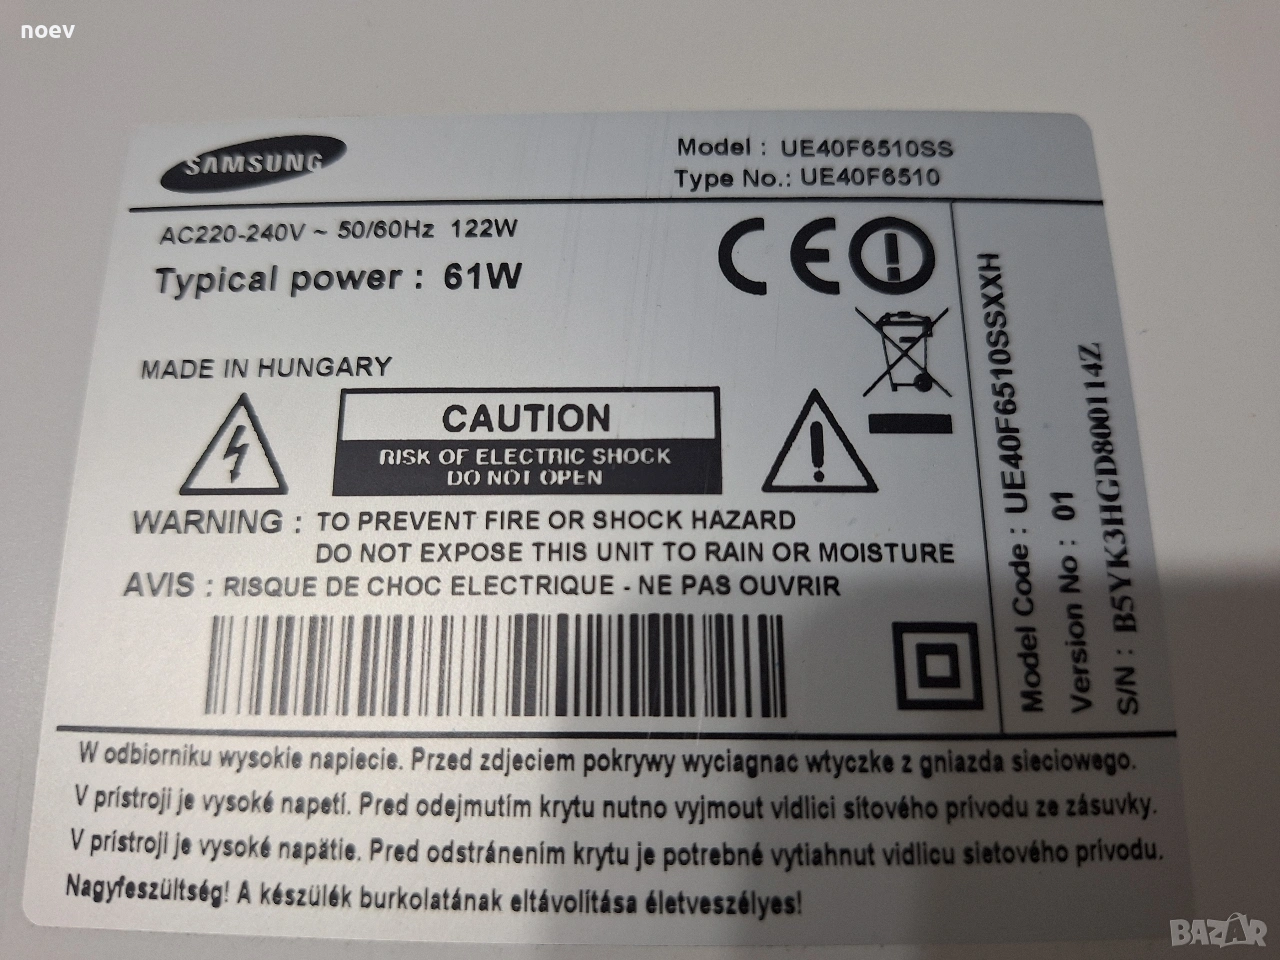 noev
SAMSUNG
Model : UE40F6510SS
Type No.: UE40F6510
AC220-240V ~ 50/60Hz 122W
Typical power : 61W
CE
MADE IN HUNGARY
CAUTION
RISK OF ELECTRIC SHOCK
DO NOT OPEN
WARNING : TO PREVENT FIRE OR SHOCK HAZARD
DO NOT EXPOSE THIS UNIT TO RAIN OR MOISTURE
AVIS : RISQUE DE CHOC ELECTRIQUE - NE PAS OUVRIR
Model Code : UE40F6510SSXXH
Version No : 01
S/N : B5YK3HGD800114Z
W odbiorniku wysokie napiecie. Przed zdjeciem pokrywy wyciagnac wtyczke z gniazda sieciowego.
V prístroji je vysoké napetí. Pred odejmutím krytu nutno vyjmout vidlici sítového prívodu ze zásuvky.
V prístroji je vysoké napätie. Pred odstránením krytu je potrebné vytiahnut vidlicu sietového prívodu.
Nagyfeszültség! A készülék burkolatának eltávolítása életveszélyes!
BAZAR